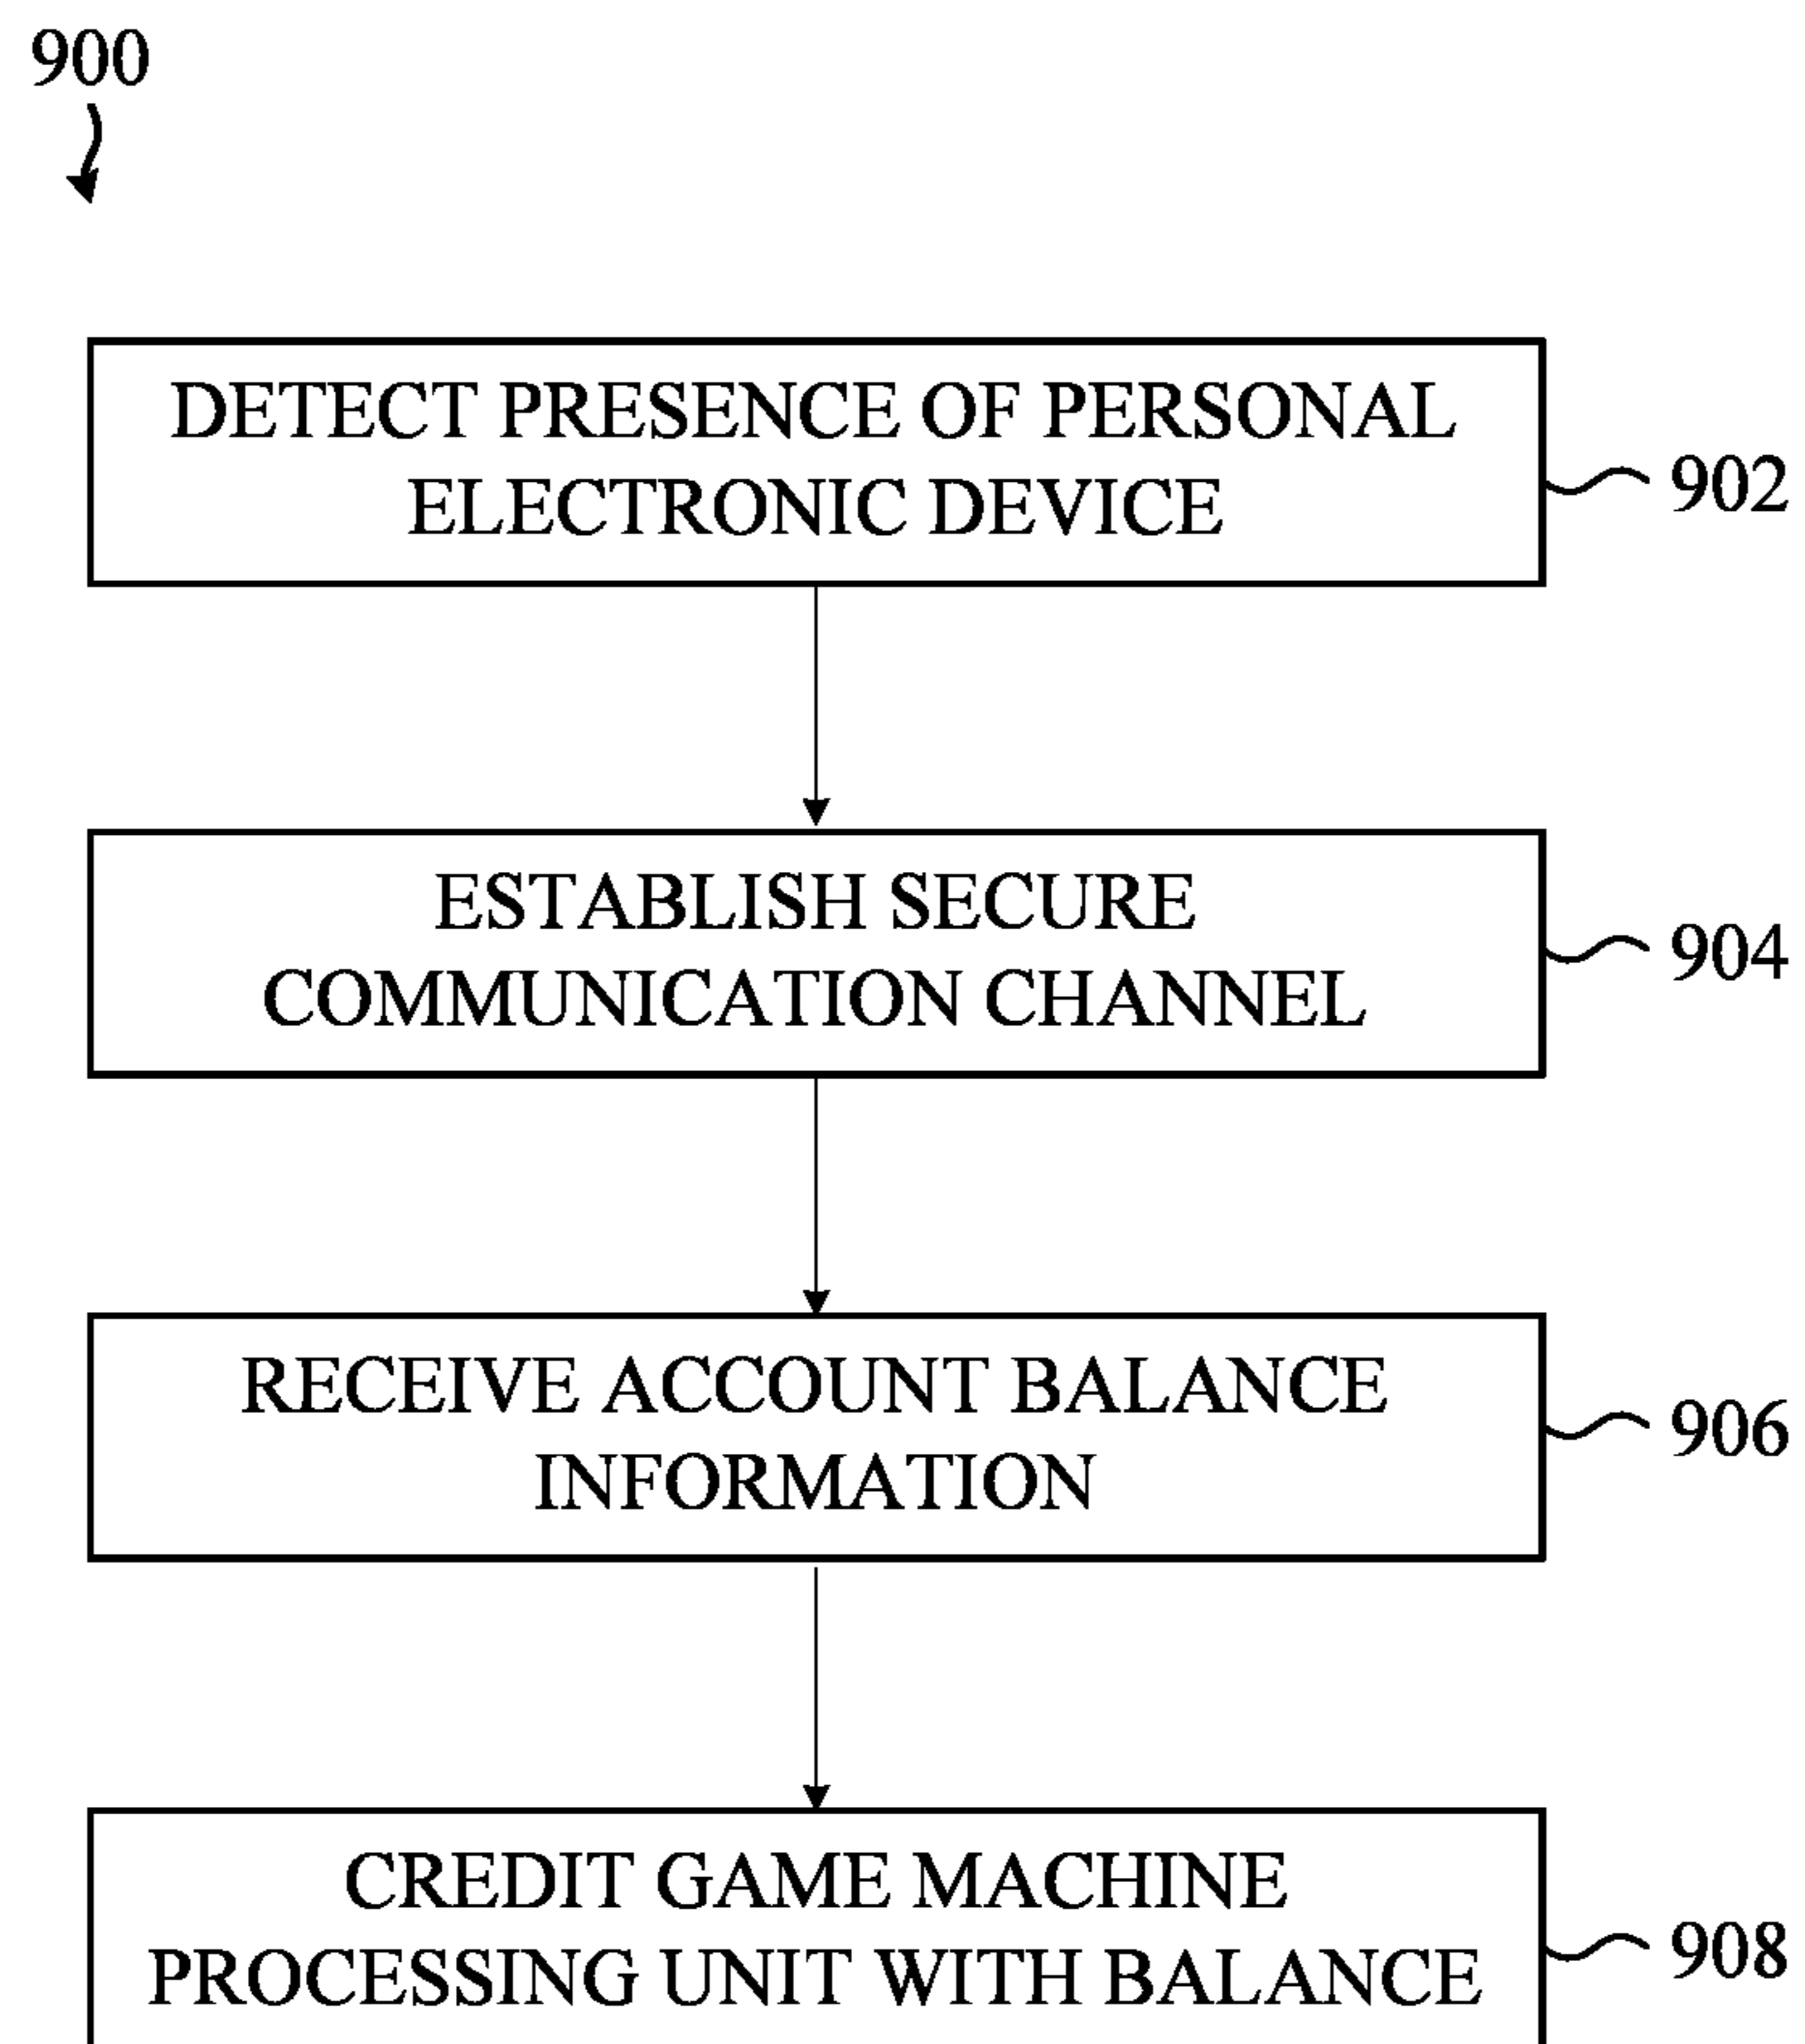 900
DETECT PRESENCE OF PERSONAL
ELECTRONIC DEVICE
902
ESTABLISH SECURE
COMMUNICATION CHANNEL
904
RECEIVE ACCOUNT BALANCE
INFORMATION
906
CREDIT GAME MACHINE
PROCESSING UNIT WITH BALANCE
908